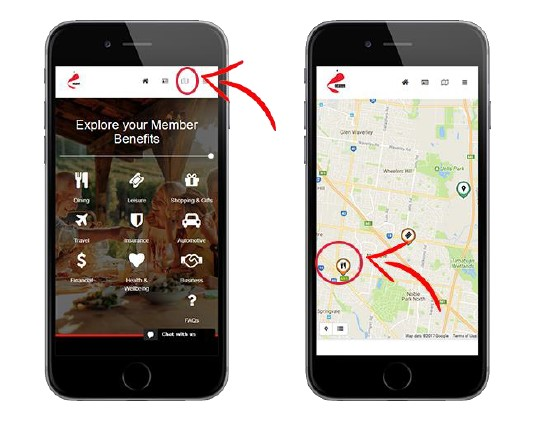 Explore your Member
Benefits
Dining
Leisure
Shopping & Gifts
Travel
Insurance
Automotive
Financial
Health &
Wellbeing
Business
FAQs
Chat with us
Glen Waverley
Wheelers Hill
Noble
Park North
Springvale
Map data ©2017 Google
Terms of Use